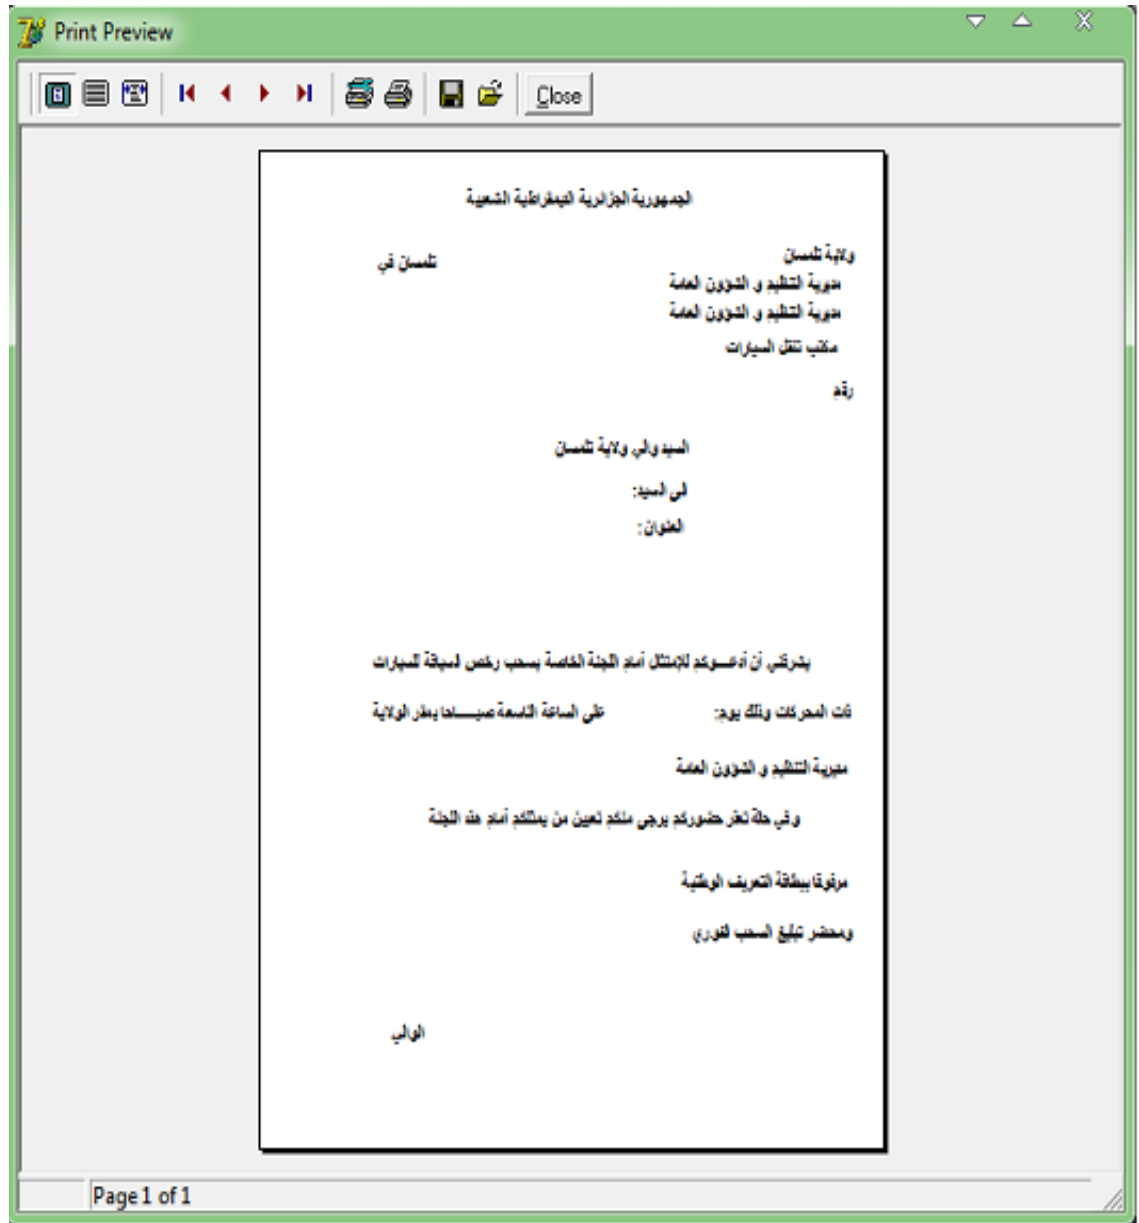 Print Preview
Close
الجمهورية الجزائرية الديمقراطية الشعبية
ولاية تلمسان
تلمسان في
مديرية التنظيم و الشؤون العامة
مديرية التنظيم و الشؤون العامة
مكتب تنقل السيارات
رقم
السيد والي ولاية تلمسان
الى السيد:
العنوان :
يشرفني أن أدعــوكم للإمتثال أمام اللجنة الخاصة بسحب رخص لسياقة للسيارات
ذات المحركات وذلك يوم: على الساعة التاسعة صبـــاحا بمقر الولاية
مديرية التنظيم و الشؤون العامة
و في حالة تعذر حضوركم يرجى منكم تعيين من يمثلكم أمام هذه اللجنة
مرفوقا ببطاقة التعريف الوطنية
ومحضر تبليغ السحب الفوري
الوالي
Page 1 of 1